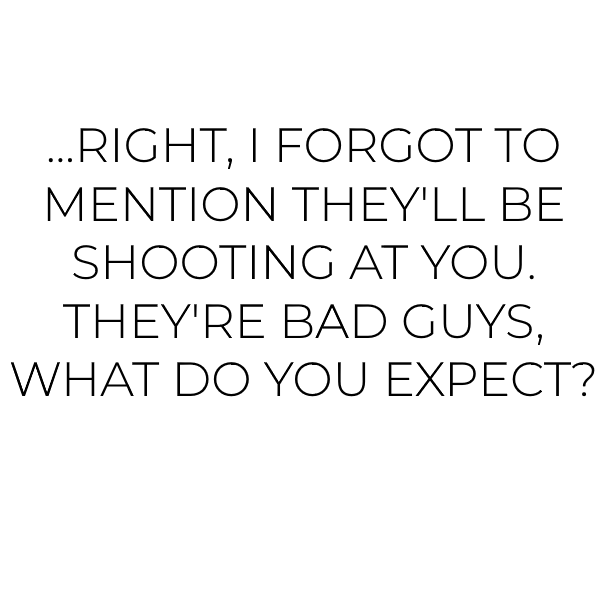 ...RIGHT, I FORGOT TO
MENTION THEY'LL BE
SHOOTING AT YOU.
THEY'RE BAD GUYS,
WHAT DO YOU EXPECT?